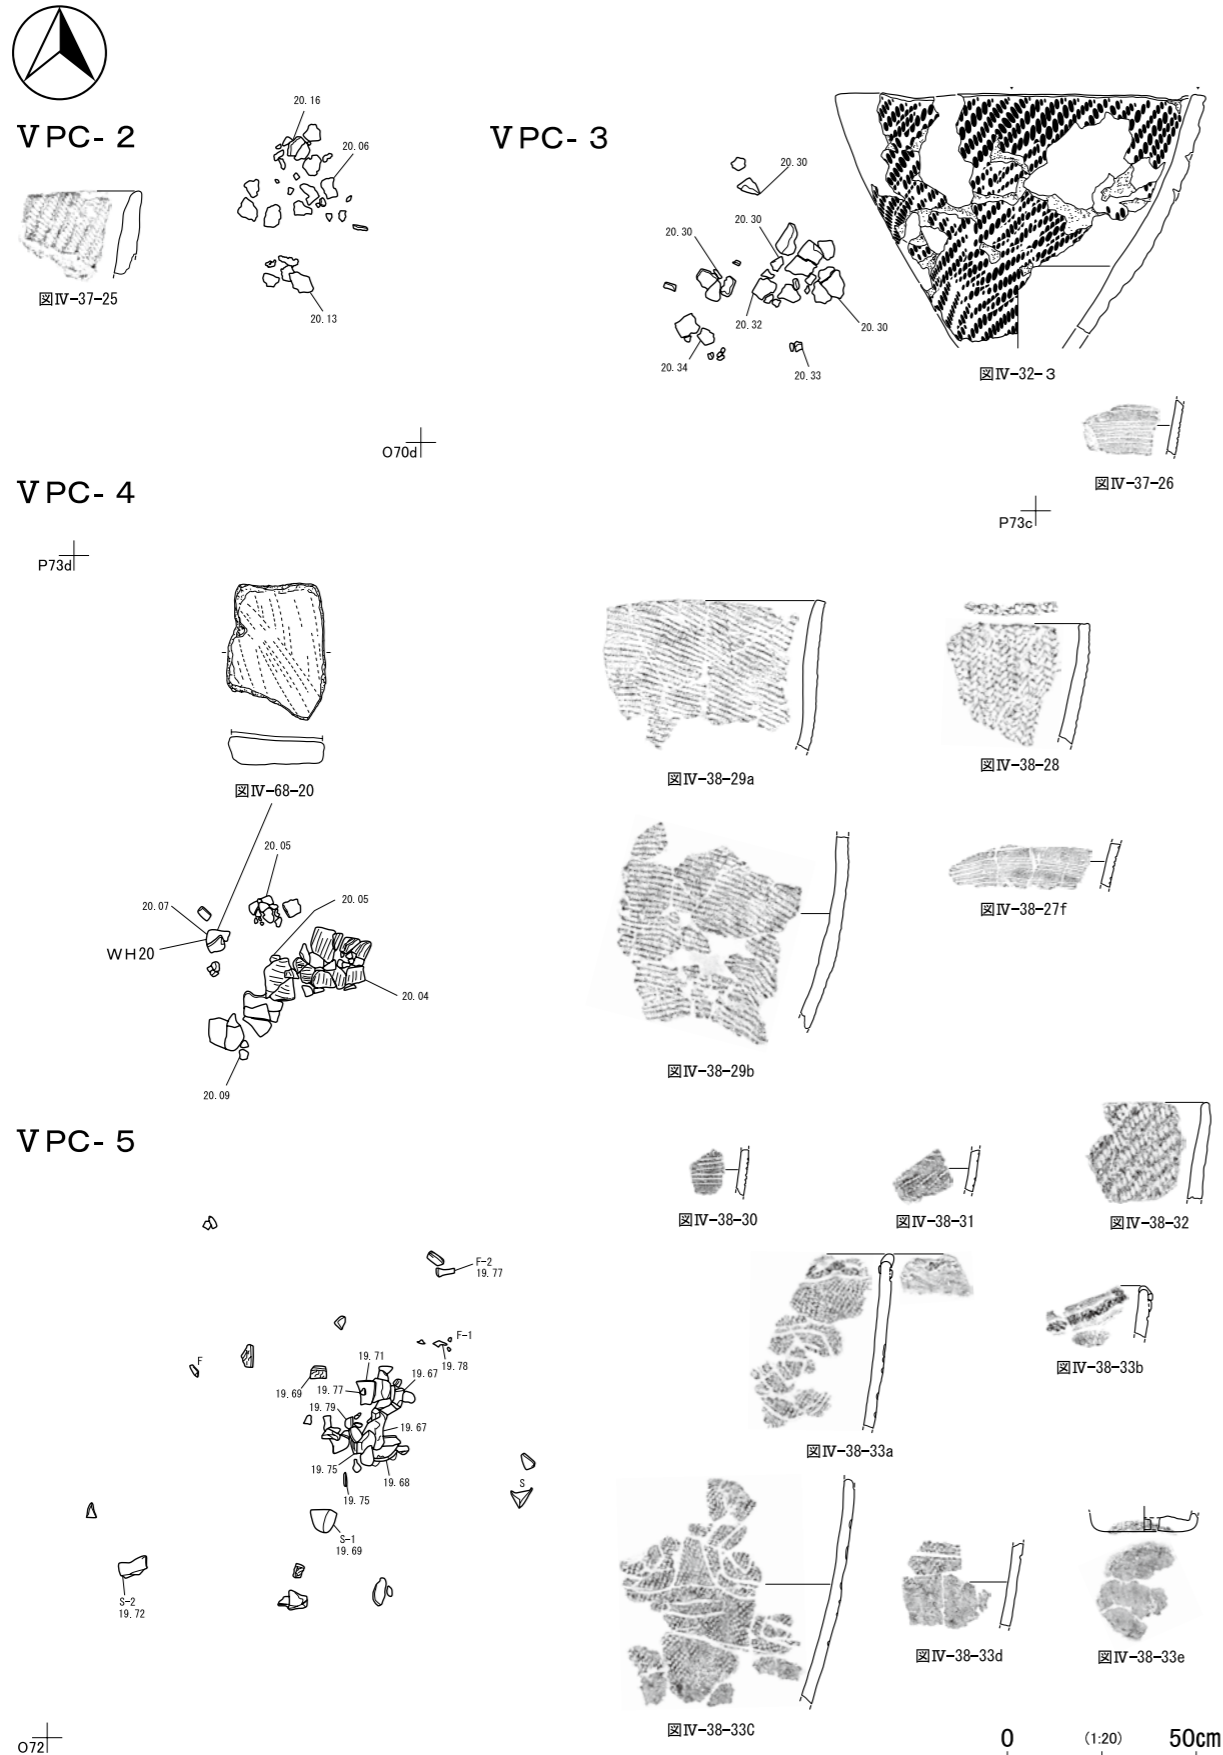 V PC- 2
20.16
20.06
20.13
図Ⅳ-37-25
O70d
V PC- 3
20.30
20.30
20.30
20.32
20.30
20.34
20.33
図Ⅳ-32-3
図Ⅳ-37-26
P73c
V PC- 4
P73d
図Ⅳ-68-20
20.05
20.07
20.05
WH20
20.04
20.09
図Ⅳ-38-29a
図Ⅳ-38-28
図Ⅳ-38-27f
図Ⅳ-38-29b
V PC- 5
F-2
19.77
F-1
19.78
F
19.71
19.67
19.69
19.77
19.79
19.67
19.75
19.68
19.75
S
S-1
19.69
S-2
19.72
O72
図Ⅳ-38-30
図Ⅳ-38-31
図Ⅳ-38-32
図Ⅳ-38-33a
図Ⅳ-38-33b
図Ⅳ-38-33C
図Ⅳ-38-33d
図Ⅳ-38-33e
0 (1:20) 50cm